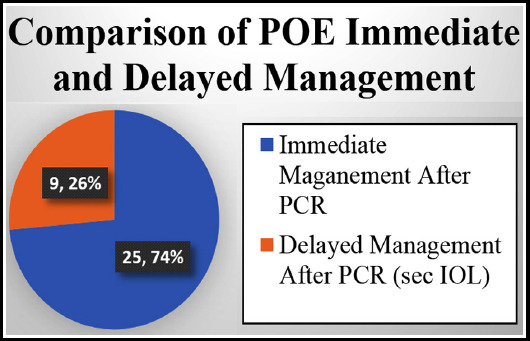 Comparison of POE Immediate
and Delayed Management
9, 26%
25, 74%
Immediate
Maganement After
PCR
Delayed Management
After PCR (sec IOL)